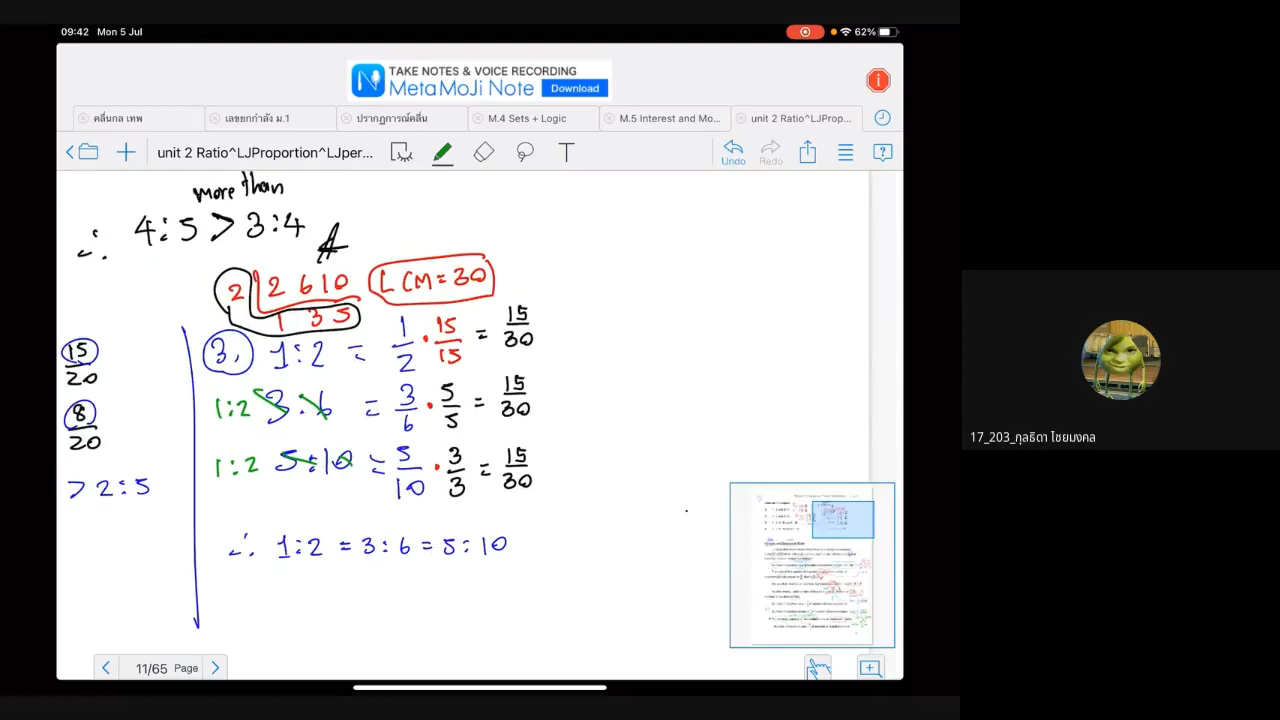 09:42 Mon 5 Jul
62%
TAKE NOTES & VOICE RECORDING
MetaMoJi Note
Download
คลื่นกล เทพ
เลขยกกำลัง ม.1
ปรากฏการณ์คลื่น
M.4 Sets + Logic
M.5 Interest and Mo...
unit 2 Ratio^LJProp...
unit 2 Ratio^LJProportion^LJper...
T
Undo
Redo
more than
∴ 4:5 > 3:4
2 | 2 6 10
LCM = 30
1 3 5
3. 1:2 = 1/2 · 15/15 = 15/30
1:2 3:6 = 3/6 · 5/5 = 15/30
1:2 5:10 = 5/10 · 3/3 = 15/30
∴ 1:2 = 3:6 = 5:10
15/20
8/20
> 2:5
11/65 Page
17_203_กุลธิดา ไชยมงคล